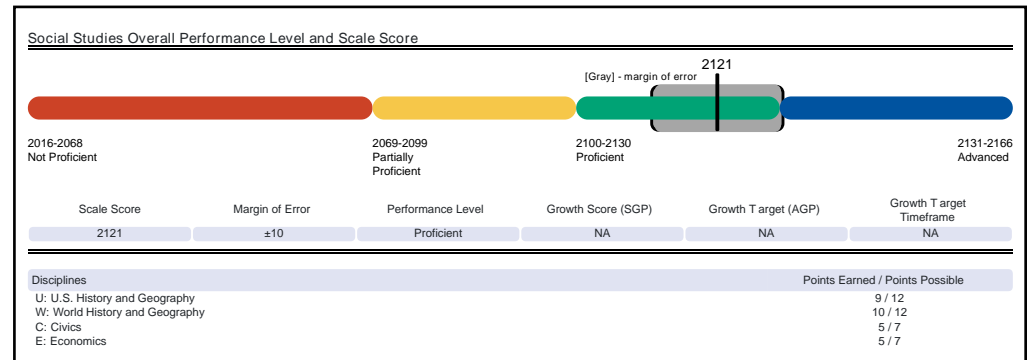 Social Studies Overall Performance Level and Scale Score
2121
[Gray] - margin of error
2016-2068
Not Proficient
2069-2099
Partially
Proficient
2100-2130
Proficient
2131-2166
Advanced
Scale Score Margin of Error Performance Level Growth Score (SGP) Growth T arget (AGP) Growth T arget
Timeframe
2121 ±10 Proficient NA NA NA
Disciplines Points Earned / Points Possible
U: U.S. History and Geography 9 / 12
W: World History and Geography 10 / 12
C: Civics 5 / 7
E: Economics 5 / 7